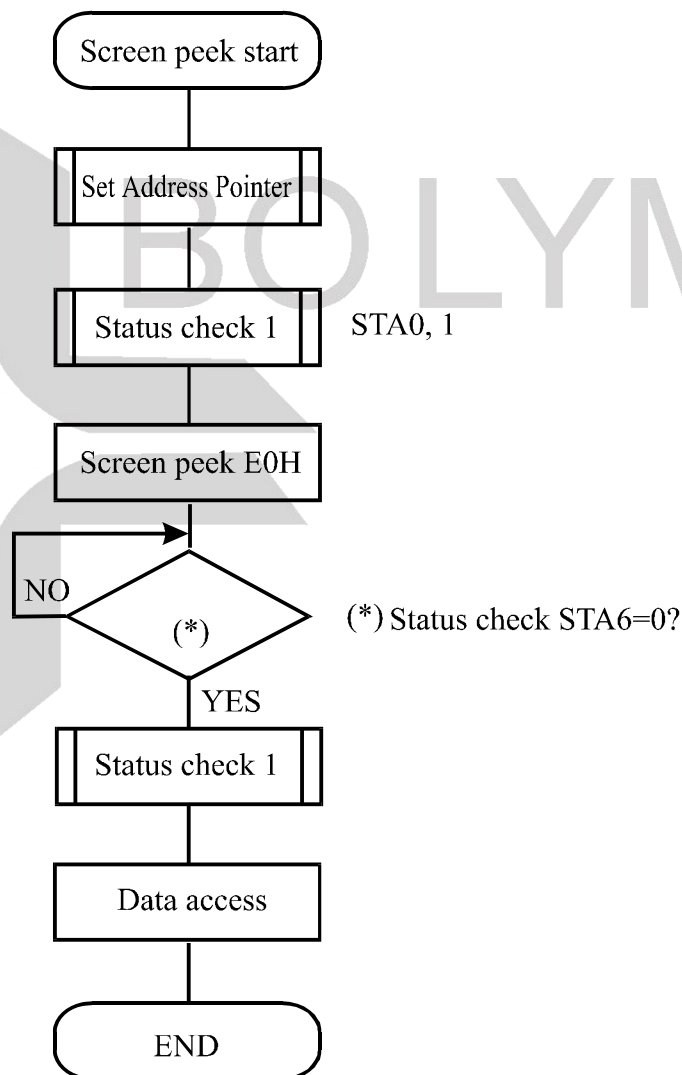 Screen peek start
Set Address Pointer
BOLYM
Status check 1 STA0, 1
Screen peek E0H
NO
(*) (*) Status check STA6=0?
YES
Status check 1
Data access
END